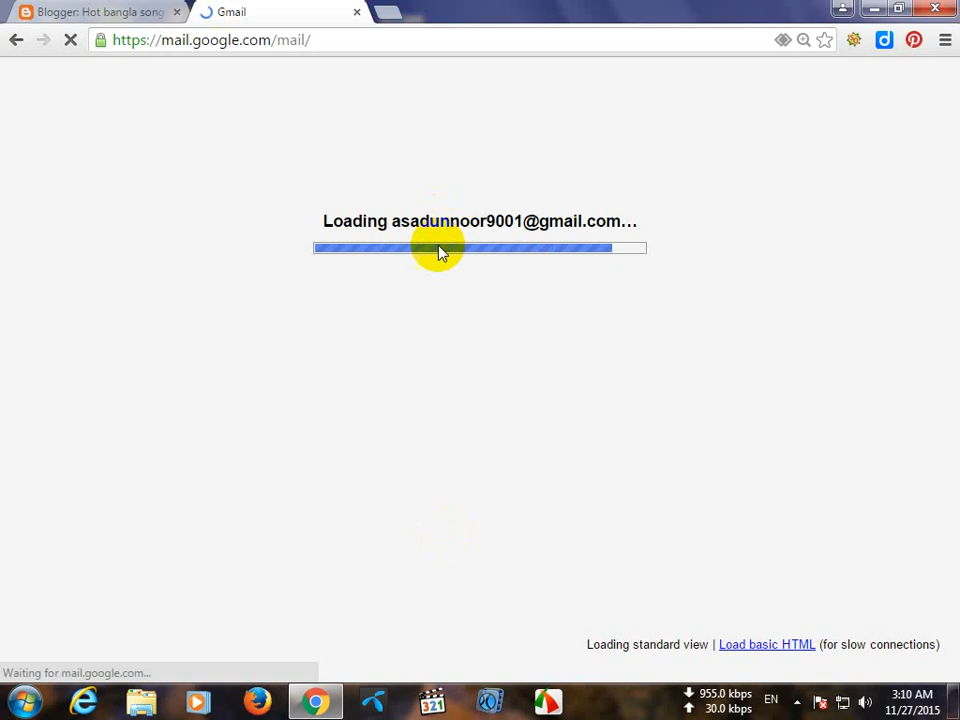 Blogger: Hot bangla song
Gmail
https://mail.google.com/mail/
Loading asadunnoor9001@gmail.com...
Loading standard view | Load basic HTML (for slow connections)
Waiting for mail.google.com...
321
955.0 kbps
30.0 kbps
EN
3:10 AM
11/27/2015